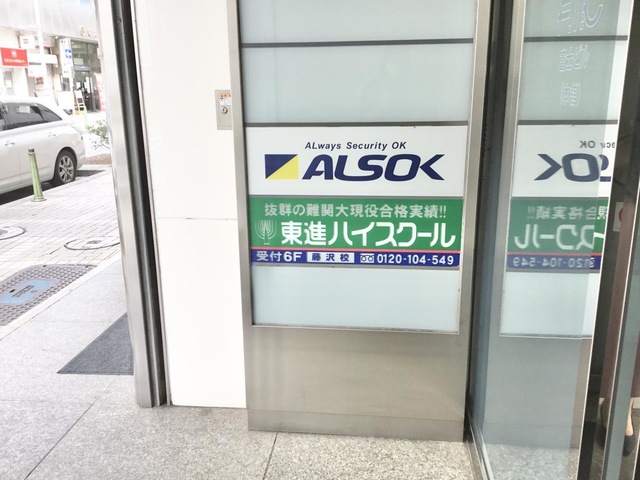 ALways Security OK
ALSOK
抜群の難関大現役合格実績!!
東進ハイスクール
受付6F 藤沢校 0120-104-549